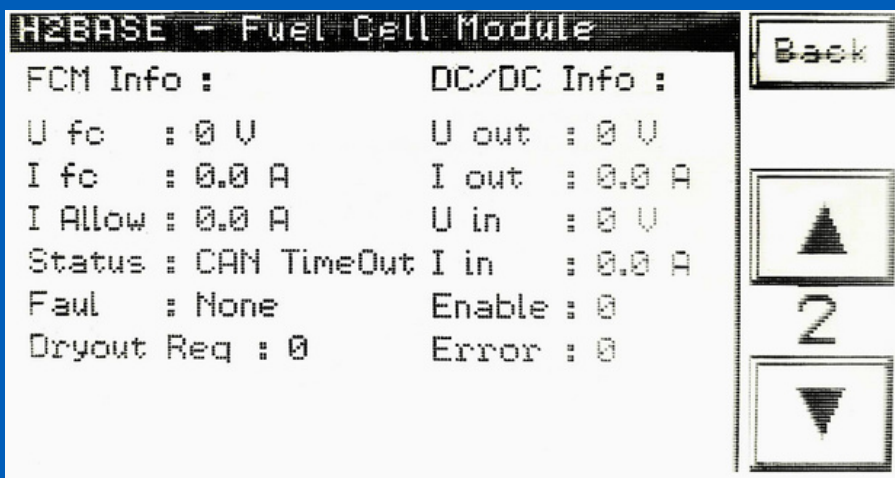 H2BASE - Fuel Cell Module
Back
FCM Info :
U fc : 0 V
I fc : 0.0 A
I Allow : 0.0 A
Status : CAN TimeOut
Faul : None
Dryout Req : 0
DC/DC Info :
U out : 0 V
I out : 0.0 A
U in : 0 V
I in : 0.0 A
Enable : 0
Error : 0
2